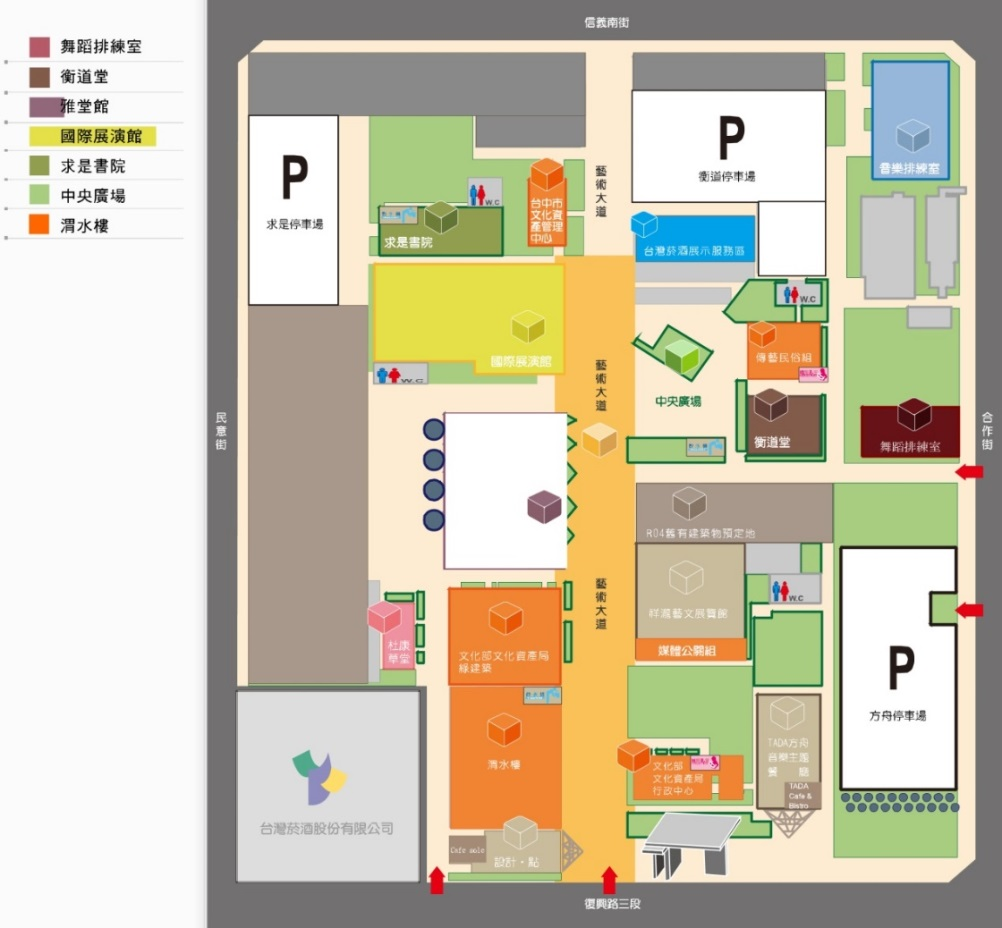 舞蹈排練室
衡道堂
雅堂館
國際展演館
求是書院
中央廣場
渭水樓
信義南街
P
求是停車場
W.C
求是書院
台中市
文化資
產管理
中心
藝術大道
P
衡道停車場
音樂排練室
台灣菸酒展示服務區
W.C
國際展演館
W.C
藝術大道
傳藝民俗組
中央廣場
衡道堂
舞蹈排練室
民意街
合作街
R04舊有建築物預定地
藝術大道
祥瀧藝文展覽館
W.C
媒體公關組
杜康
草堂
文化部文化資產局
綠建築
渭水樓
P
方舟停車場
文化部
文化資產局
行政中心
TADA方舟
音樂主題
餐 廳
TADA
Cafe &
Bistro
台灣菸酒股份有限公司
Cafe solo
設計・點
復興路三段